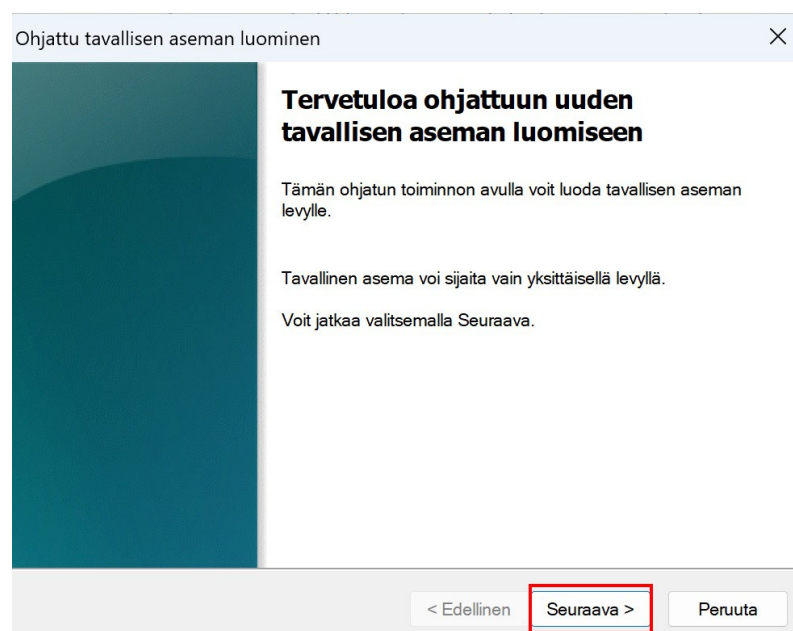 Ohjattu tavallisen aseman luominen
Tervetuloa ohjattuun uuden
tavallisen aseman luomiseen
Tämän ohjatun toiminnon avulla voit luoda tavallisen aseman
levylle.
Tavallinen asema voi sijaita vain yksittäisellä levyllä.
Voit jatkaa valitsemalla Seuraava.
< Edellinen Seuraava > Peruuta